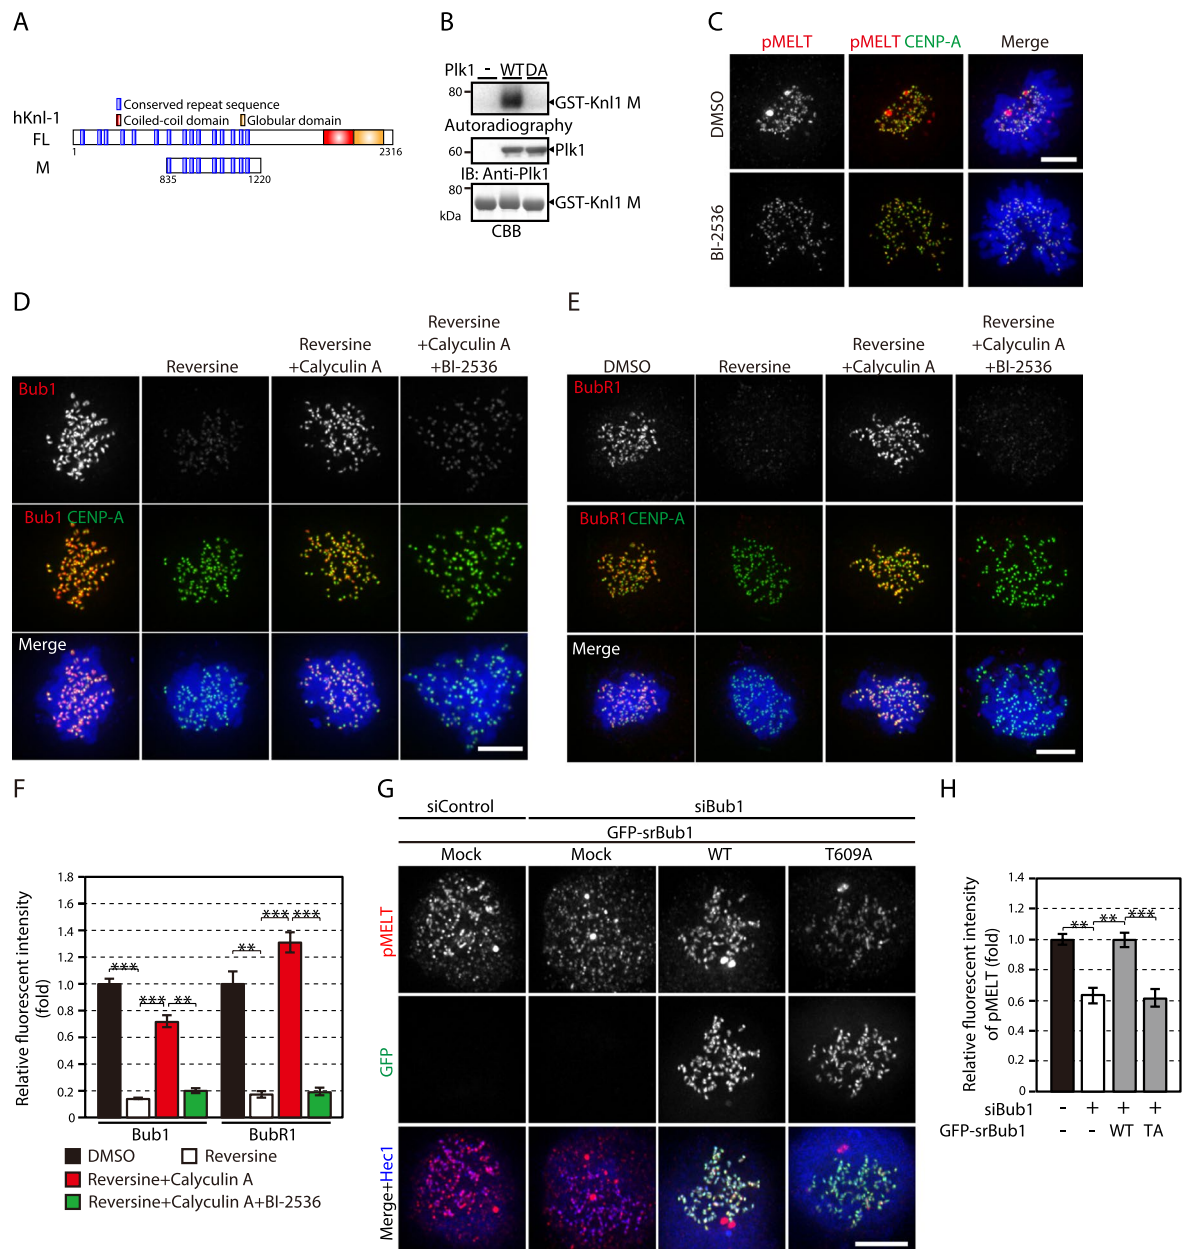 A
hKnl-1
FL
M
Conserved repeat sequence
Coiled-coil domain
Globular domain
1
2316
835
1220
B
Plk1 - WT DA
80
GST-Knl1 M
Autoradiography
60
Plk1
IB: Anti-Plk1
80
GST-Knl1 M
kDa
CBB
C
pMELT
pMELT CENP-A
Merge
DMSO
BI-2536
D
Reversine
Reversine
+Calyculin A
Reversine
+Calyculin A
+BI-2536
Bub1
Bub1 CENP-A
Merge
E
DMSO
Reversine
Reversine
+Calyculin A
Reversine
+Calyculin A
+BI-2536
BubR1
BubR1CENP-A
Merge
F
Relative fluorescent intensity
(fold)
1.8
1.6
1.4
1.2
1.0
0.8
0.6
0.4
0.2
0
***
***
**
**
***
***
Bub1
BubR1
DMSO
Reversine
Reversine+Calyculin A
Reversine+Calyculin A+BI-2536
G
siControl
siBub1
GFP-srBub1
Mock
Mock
WT
T609A
pMELT
GFP
Merge+Hec1
H
Relative fluorescent intensity
of pMELT (fold)
1.4
1.2
1.0
0.8
0.6
0.4
0.2
0
**
**
***
siBub1 - + + +
GFP-srBub1 - - WT TA